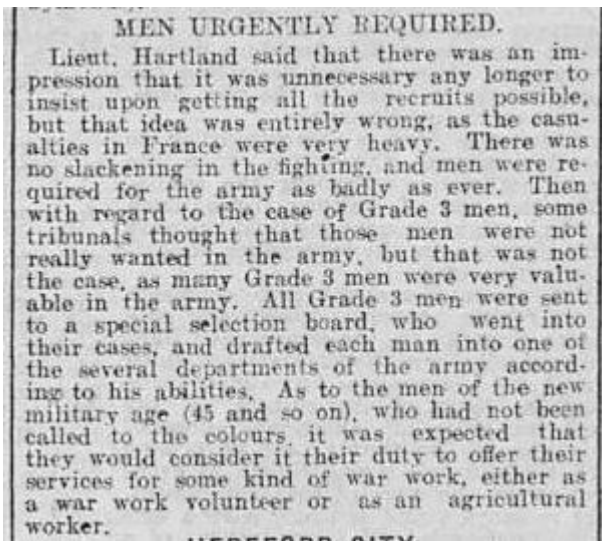 MEN URGENTLY REQUIRED.
Lieut. Hartland said that there was an im-
pression that it was unnecessary any longer to
insist upon getting all the recruits possible,
but that idea was entirely wrong, as the casu-
alties in France were very heavy. There was
no slackening in the fighting, and men were re-
quired for the army as badly as ever. Then
with regard to the case of Grade 3 men, some
tribunals thought that those men were not
really wanted in the army, but that was not
the case, as many Grade 3 men were very valu-
able in the army. All Grade 3 men were sent
to a special selection board, who went into
their cases, and drafted each man into one of
the several departments of the army accord-
ing to his abilities. As to the men of the new
military age (45 and so on), who had not been
called to the colours, it was expected that
they would consider it their duty to offer their
services for some kind of war work, either as
a war work volunteer or as an agricultural
worker.
HEREFORD CITY